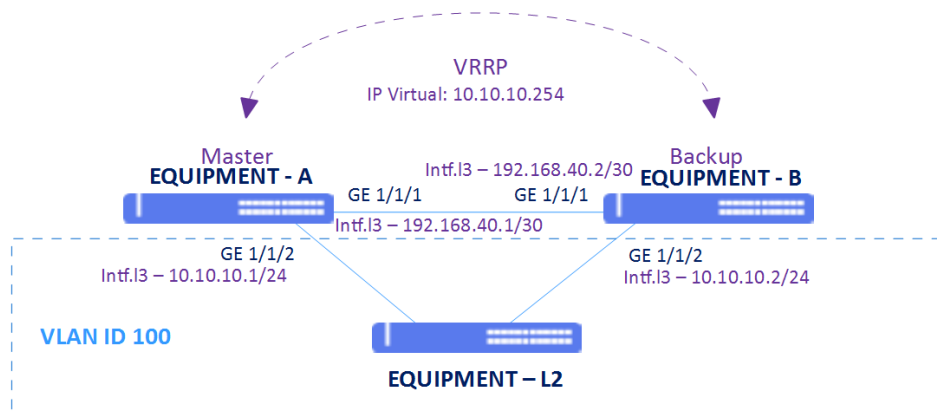 VRRP
IP Virtual: 10.10.10.254
Master
EQUIPMENT - A
Backup
EQUIPMENT - B
Intf.l3 – 192.168.40.2/30
GE 1/1/1
GE 1/1/1
Intf.l3 – 192.168.40.1/30
GE 1/1/2
Intf.l3 – 10.10.10.1/24
GE 1/1/2
Intf.l3 – 10.10.10.2/24
VLAN ID 100
EQUIPMENT – L2